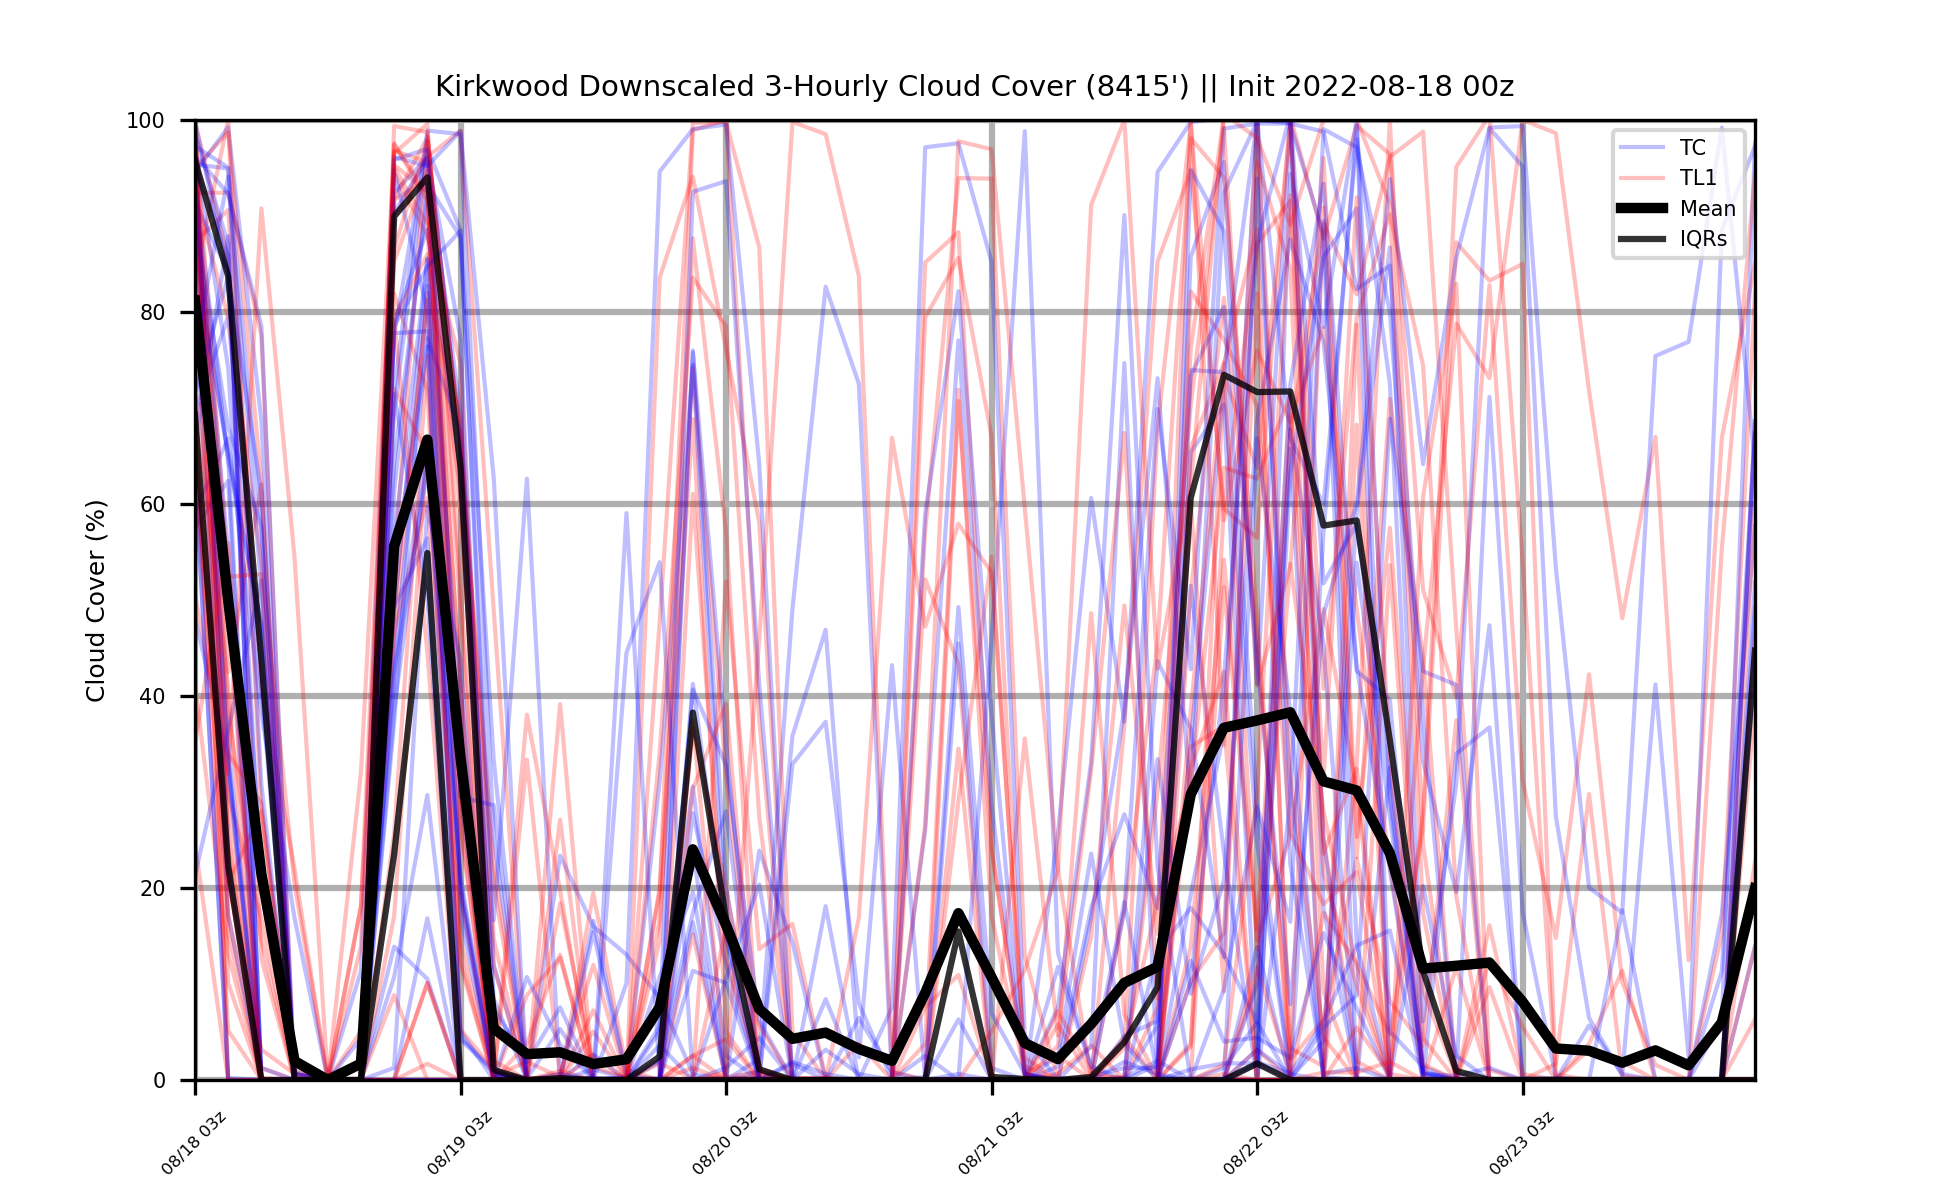 Kirkwood Downscaled 3-Hourly Cloud Cover (8415') || Init 2022-08-18 00z
TC
TL1
Mean
IQRs
Cloud Cover (%)
100
80
60
40
20
0
08/18 03z
08/19 03z
08/20 03z
08/21 03z
08/22 03z
08/23 03z